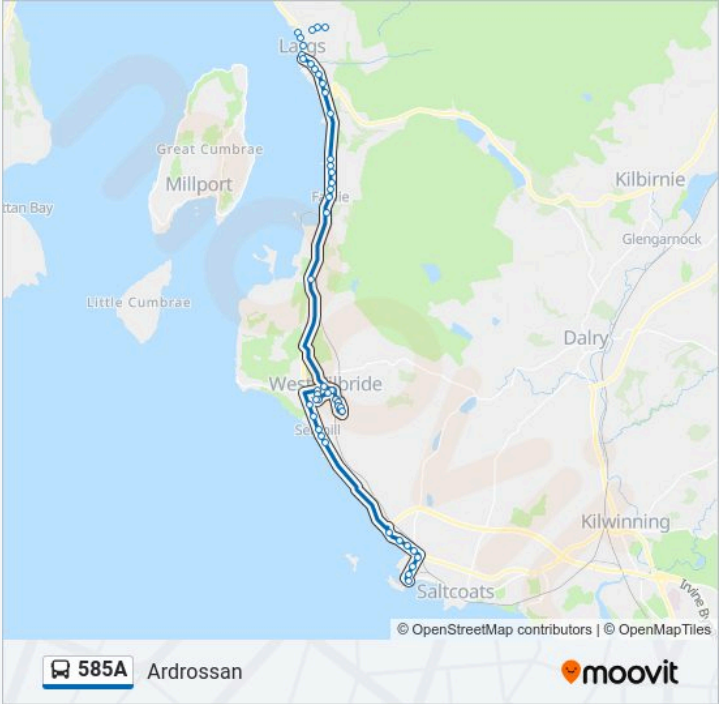 Largs
Great Cumbrae
Millport
Kilbirnie
ttan Bay
Fairlie
Glengarnock
Little Cumbrae
Dalry
West Kilbride
Seamill
Kilwinning
Saltcoats
Irvine By
© OpenStreetMap contributors | © OpenMapTiles
585A Ardrossan
moovit